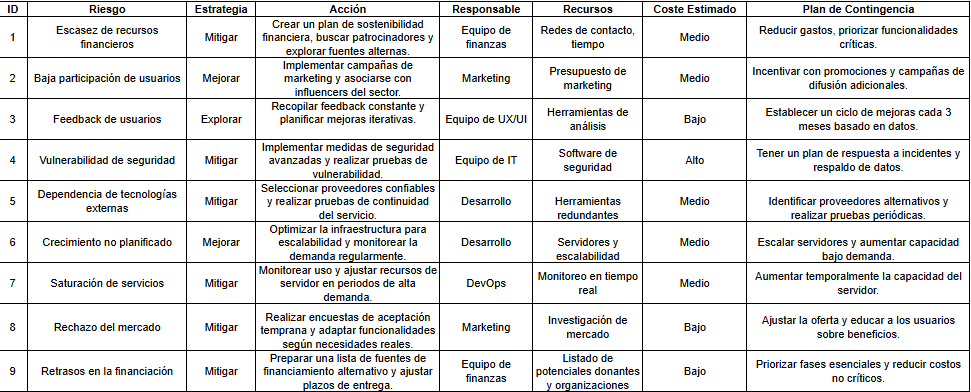 ID Riesgo Estrategia Acción Responsable Recursos Coste Estimado Plan de Contingencia
1 Escasez de recursos financieros Mitigar Crear un plan de sostenibilidad financiera, buscar patrocinadores y explorar fuentes alternas. Equipo de finanzas Redes de contacto, tiempo Medio Reducir gastos, priorizar funcionalidades críticas.
2 Baja participación de usuarios Mejorar Implementar campañas de marketing y asociarse con influencers del sector. Marketing Presupuesto de marketing Medio Incentivar con promociones y campañas de difusión adicionales.
3 Feedback de usuarios Explorar Recopilar feedback constante y planificar mejoras iterativas. Equipo de UX/UI Herramientas de análisis Bajo Establecer un ciclo de mejoras cada 3 meses basado en datos.
4 Vulnerabilidad de seguridad Mitigar Implementar medidas de seguridad avanzadas y realizar pruebas de vulnerabilidad. Equipo de IT Software de seguridad Alto Tener un plan de respuesta a incidentes y respaldo de datos.
5 Dependencia de tecnologías externas Mitigar Seleccionar proveedores confiables y realizar pruebas de continuidad del servicio. Desarrollo Herramientas redundantes Medio Identificar proveedores alternativos y realizar pruebas periódicas.
6 Crecimiento no planificado Mejorar Optimizar la infraestructura para escalabilidad y monitorear la demanda regularmente. Desarrollo Servidores y escalabilidad Medio Escalar servidores y aumentar capacidad bajo demanda.
7 Saturación de servicios Mitigar Monitorear uso y ajustar recursos de servidor en periodos de alta demanda. DevOps Monitoreo en tiempo real Medio Aumentar temporalmente la capacidad del servidor.
8 Rechazo del mercado Mitigar Realizar encuestas de aceptación temprana y adaptar funcionalidades según necesidades reales. Marketing Investigación de mercado Bajo Ajustar la oferta y educar a los usuarios sobre beneficios.
9 Retrasos en la financiación Mitigar Preparar una lista de fuentes de financiamiento alternativo y ajustar plazos de entrega. Equipo de finanzas Listado de potenciales donantes y organizaciones Bajo Priorizar fases esenciales y reducir costos no críticos.